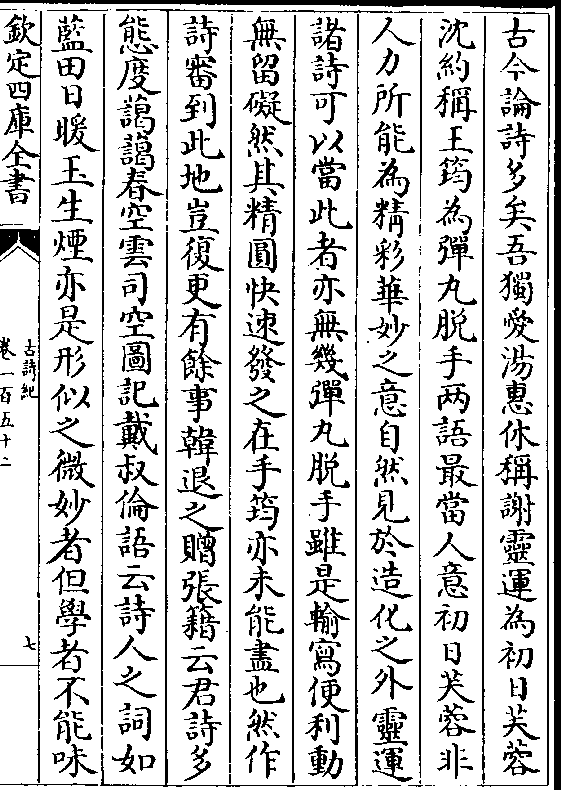 古今論詩多矣吾獨愛湯惠休稱謝靈運為初日芙蓉
沈約稱王筠為彈丸脱手两語最當人意初日芙蓉非
人力所能為精彩華妙之意自然見於造化之外靈運
諸詩可以當此者亦無幾彈丸脱手雖是輸寫便利動
無留礙然其精圓快速發之在手筠亦未能盡也然作
詩審到此地豈復更有餘事韓退之贈張籍云君詩多
態度藹藹春空雲司空圖記戴叔倫語云詩人之詞如
藍田日暖玉生煙亦是形似之微妙者但學者不能味
欽定四庫全書
古詩紀
卷一百五十二
七